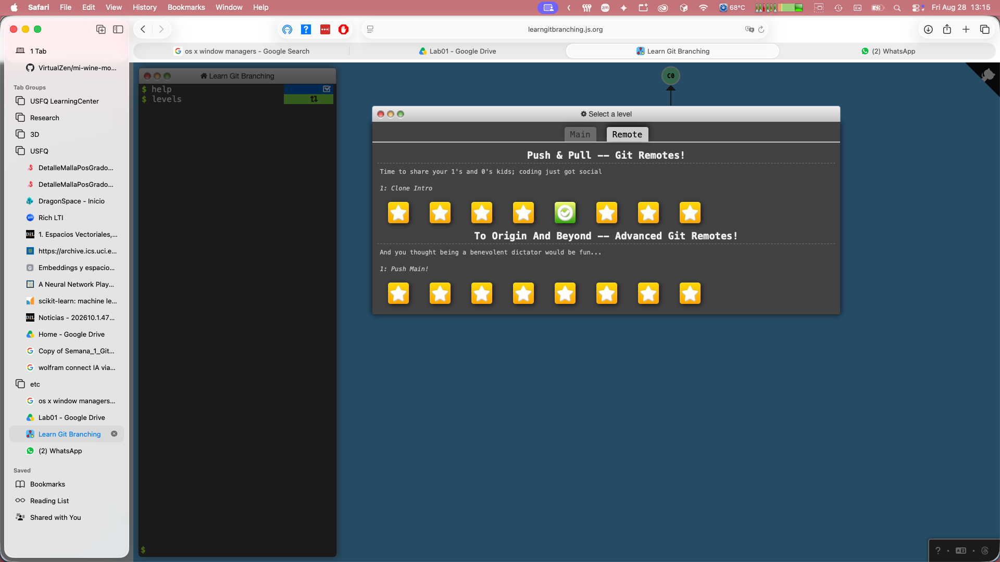 Safari File Edit View History Bookmarks Window Help
zm
68°C
Fri Aug 28 13:15
learngitbranching.js.org
os x window managers - Google Search
Lab01 - Google Drive
Learn Git Branching
(2) WhatsApp
1 Tab
VirtualZen/mi-wine-mo...
Tab Groups
USFQ LearningCenter
Research
3D
USFQ
DetalleMallaPosGrado...
DetalleMallaPosGrado...
DragonSpace - Inicio
Rich LTI
D2L 1. Espacios Vectoriales,...
https://archive.ics.uci.e...
G Embeddings y espacio...
A Neural Network Play...
scikit-learn: machine le...
D2L Noticias - 202610.1.47...
Home - Google Drive
Copy of Semana_1_Git...
wolfram connect IA via...
etc
os x window managers...
Lab01 - Google Drive
Learn Git Branching
(2) WhatsApp
Saved
Bookmarks
Reading List
Shared with You
Learn Git Branching
$ help
$ levels
$
C0
Select a level
Main Remote
Push & Pull -- Git Remotes!
Time to share your 1's and 0's kids; coding just got social
1: Clone Intro
To Origin And Beyond -- Advanced Git Remotes!
And you thought being a benevolent dictator would be fun...
1: Push Main!
?